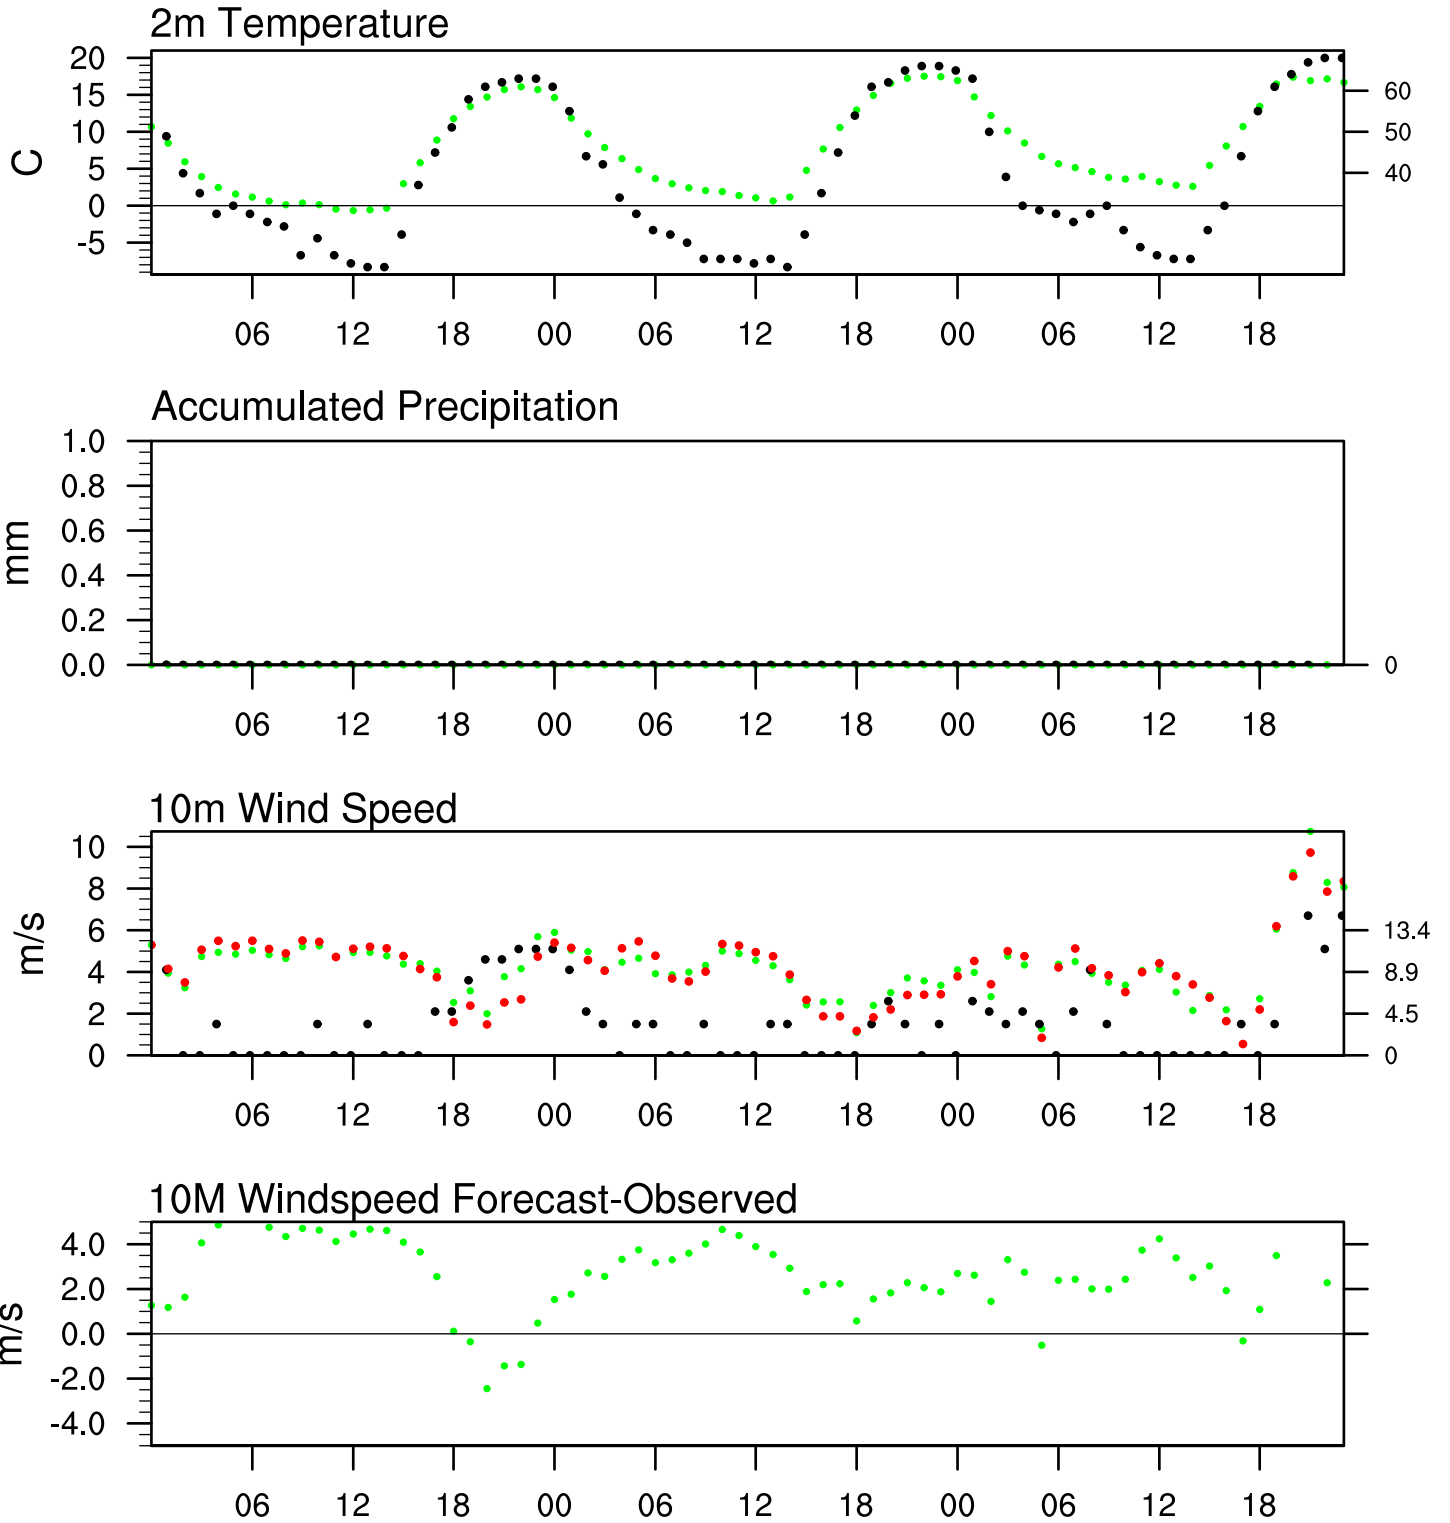 2m Temperature
20
15
10
5
0
-5
C
60
50
40
06 12 18 00 06 12 18 00 06 12 18
Accumulated Precipitation
1.0
0.8
0.6
0.4
0.2
0.0
mm
0
06 12 18 00 06 12 18 00 06 12 18
10m Wind Speed
10
8
6
4
2
0
m/s
13.4
8.9
4.5
0
06 12 18 00 06 12 18 00 06 12 18
10M Windspeed Forecast-Observed
4.0
2.0
0.0
-2.0
-4.0
m/s
06 12 18 00 06 12 18 00 06 12 18